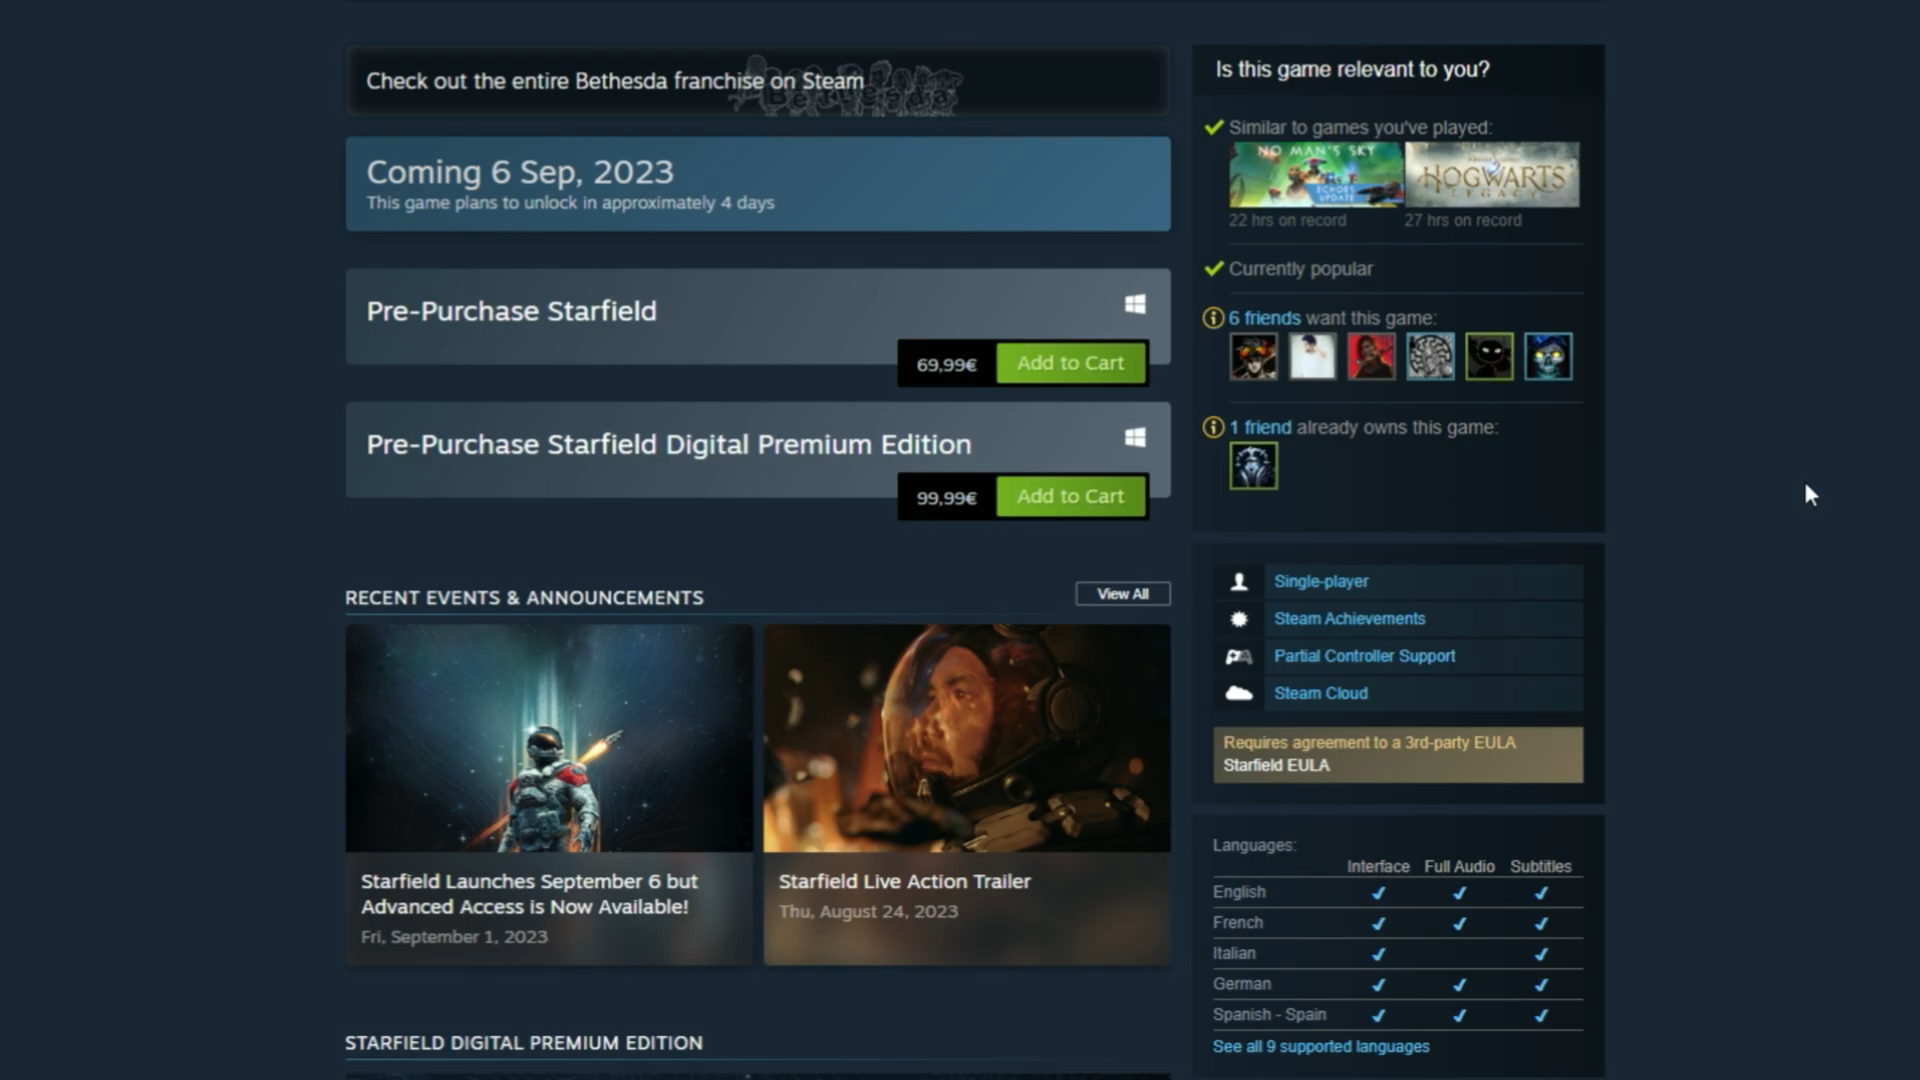 Check out the entire Bethesda franchise on Steam
Bethesda
Coming 6 Sep, 2023
This game plans to unlock in approximately 4 days
Pre-Purchase Starfield
69,99€
Add to Cart
Pre-Purchase Starfield Digital Premium Edition
99,99€
Add to Cart
RECENT EVENTS & ANNOUNCEMENTS
View All
Starfield Launches September 6 but
Advanced Access is Now Available!
Fri, September 1, 2023
Starfield Live Action Trailer
Thu, August 24, 2023
STARFIELD DIGITAL PREMIUM EDITION
Is this game relevant to you?
Similar to games you've played:
NO MAN'S SKY
ECHOES
UPDATE
HOGWARTS
LEGACY
22 hrs on record
27 hrs on record
Currently popular
6 friends want this game:
1 friend already owns this game:
Single-player
Steam Achievements
Partial Controller Support
Steam Cloud
Requires agreement to a 3rd-party EULA
Starfield EULA
Languages:
Interface Full Audio Subtitles
English ✔ ✔ ✔
French ✔ ✔ ✔
Italian ✔ ✔
German ✔ ✔ ✔
Spanish - Spain ✔ ✔ ✔
See all 9 supported languages